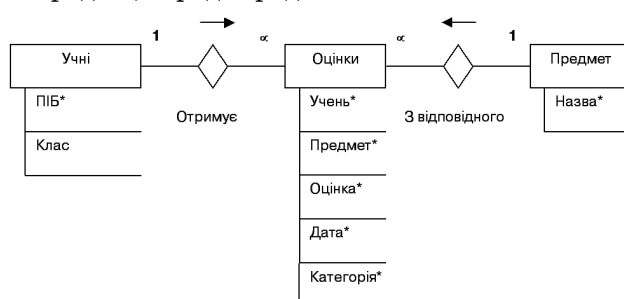 1 ∝ ∝ 1
Учні Оцінки Предмет
ПІБ* Учень* Назва*
Отримує З відповідного
Клас Предмет*
Оцінка*
Дата*
Категорія*